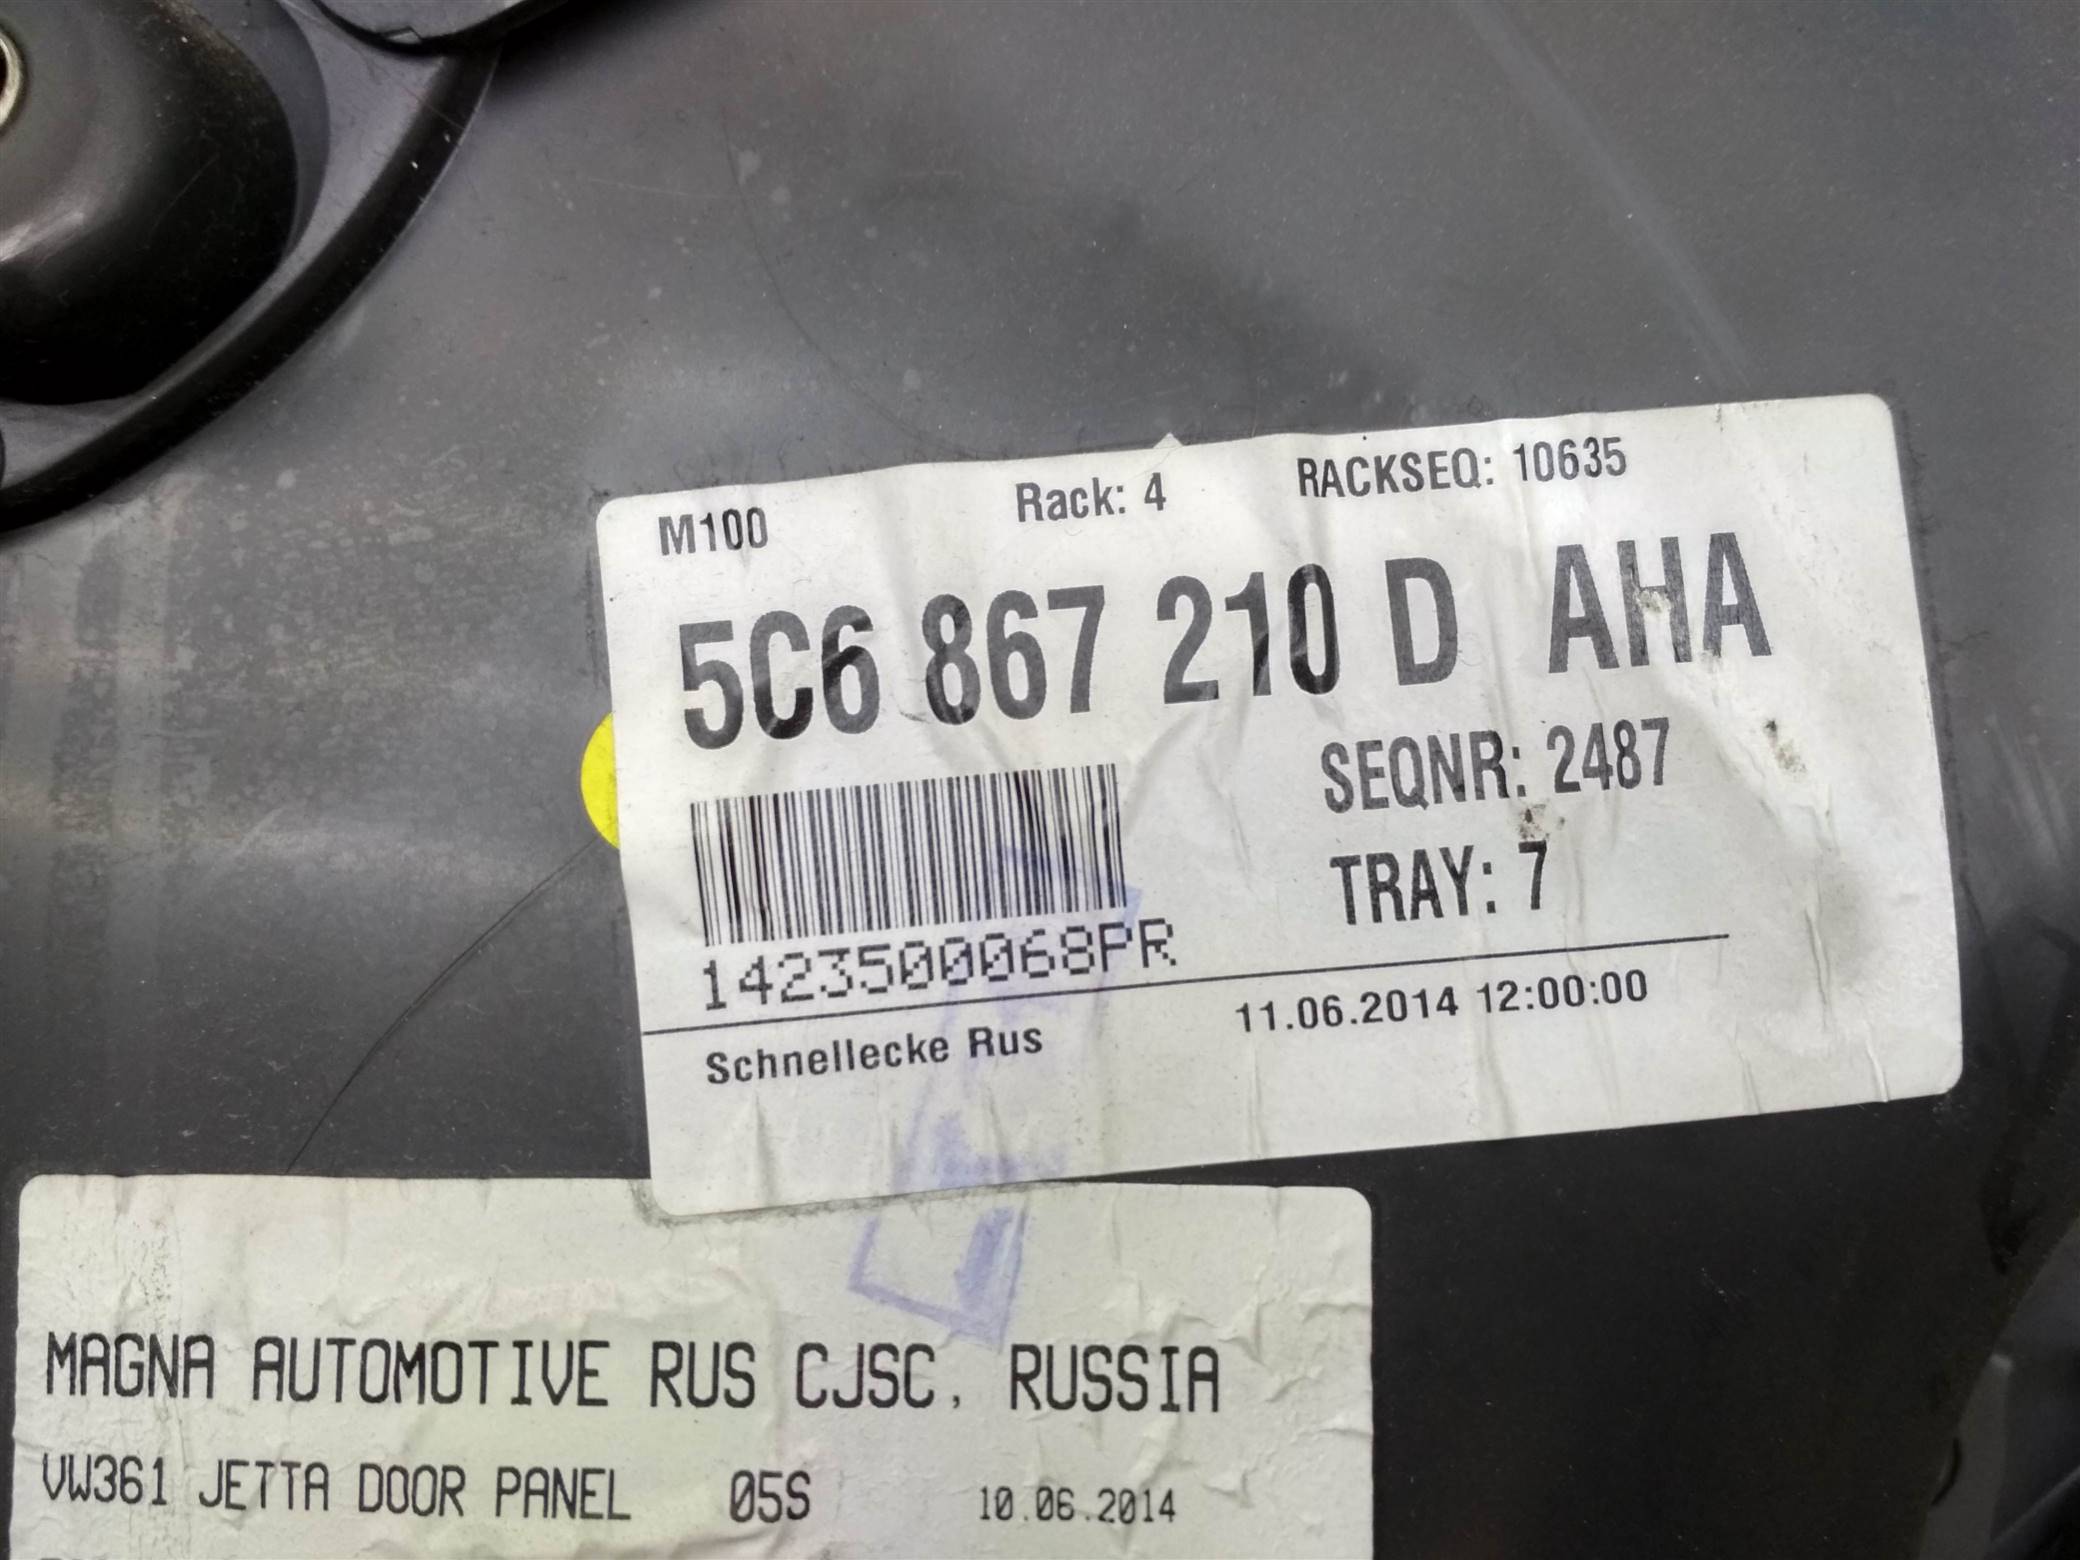 M100 Rack: 4 RACKSEQ: 10635
5C6 867 210 D AHA
SEQNR: 2487
TRAY: 7
1423500068PR
Schnellecke Rus 11.06.2014 12:00:00
MAGNA AUTOMOTIVE RUS CJSC, RUSSIA
VW361 JETTA DOOR PANEL 05S 10.06.2014